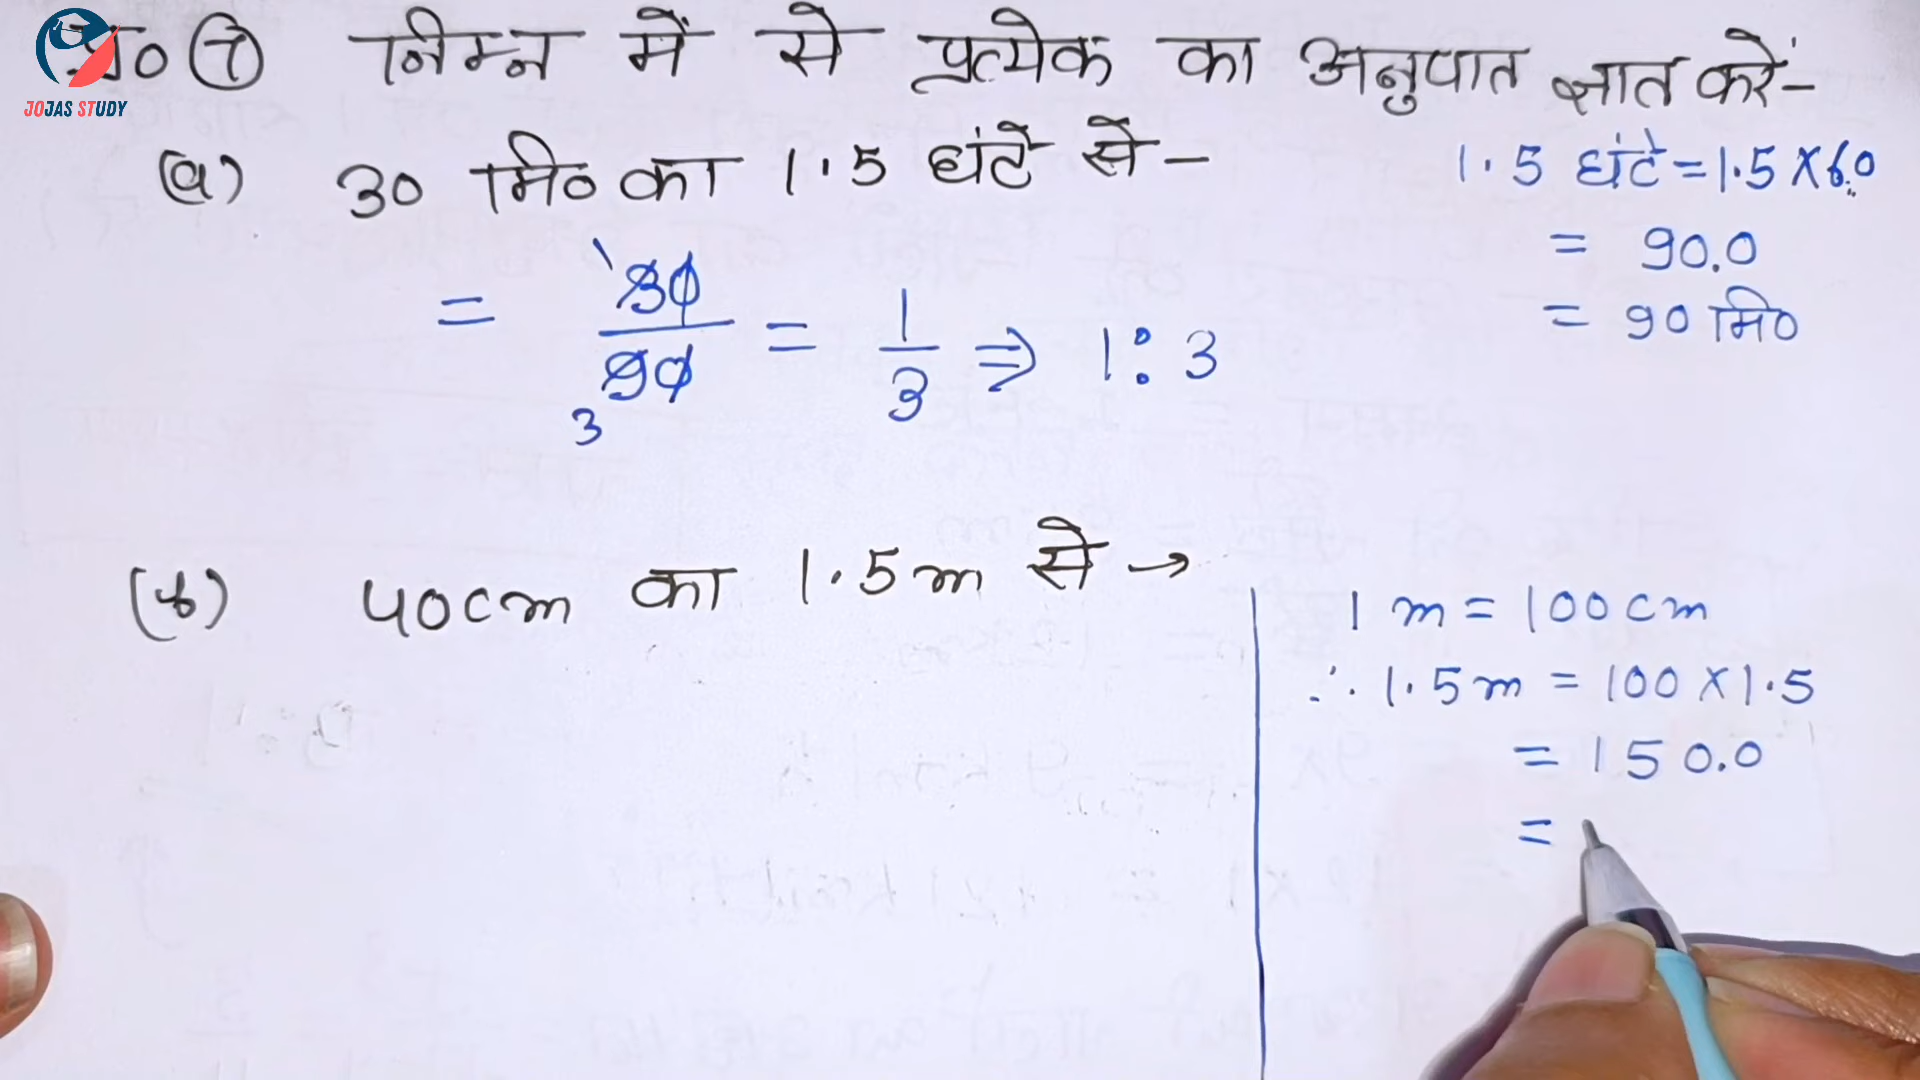 प्र० 7 निम्न में से प्रत्येक का अनुपात ज्ञात करें-
JOJAS STUDY
(a) 30 मि० का 1.5 घंटे से -
1.5 घंटे = 1.5 × 60
= 90.0
= 90 मि०
= 30/90 = 1/3 ⇒ 1:3
1
3
(b) 40cm का 1.5m से →
1 m = 100cm
∴ 1.5m = 100 × 1.5
= 150.0
=